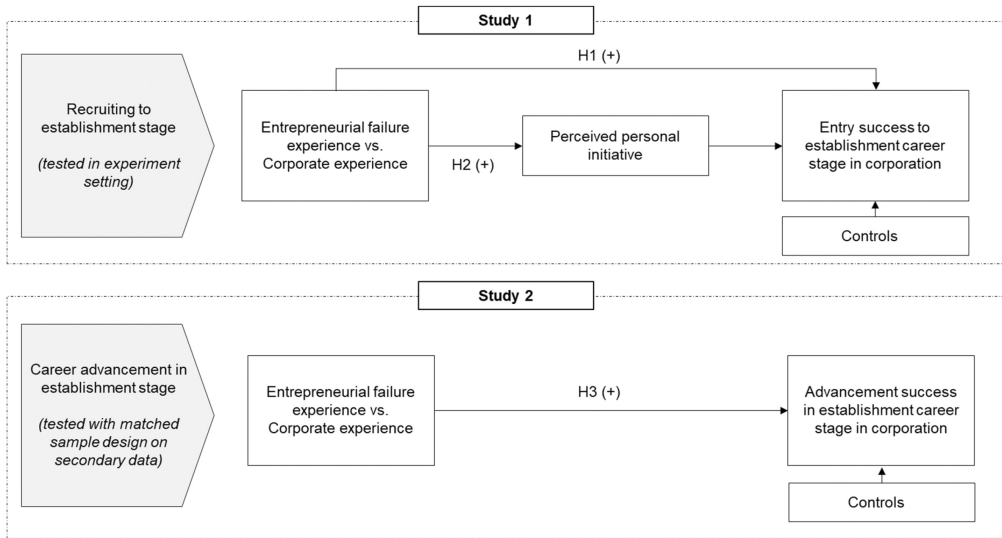 Study 1
H1 (+)
Recruiting to
establishment stage
(tested in experiment
setting)
Entrepreneurial failure
experience vs.
Corporate experience
H2 (+)
Perceived personal
initiative
Entry success to
establishment career
stage in corporation
Controls
Study 2
Career advancement in
establishment stage
(tested with matched
sample design on
secondary data)
Entrepreneurial failure
experience vs.
Corporate experience
H3 (+)
Advancement success
in establishment career
stage in corporation
Controls